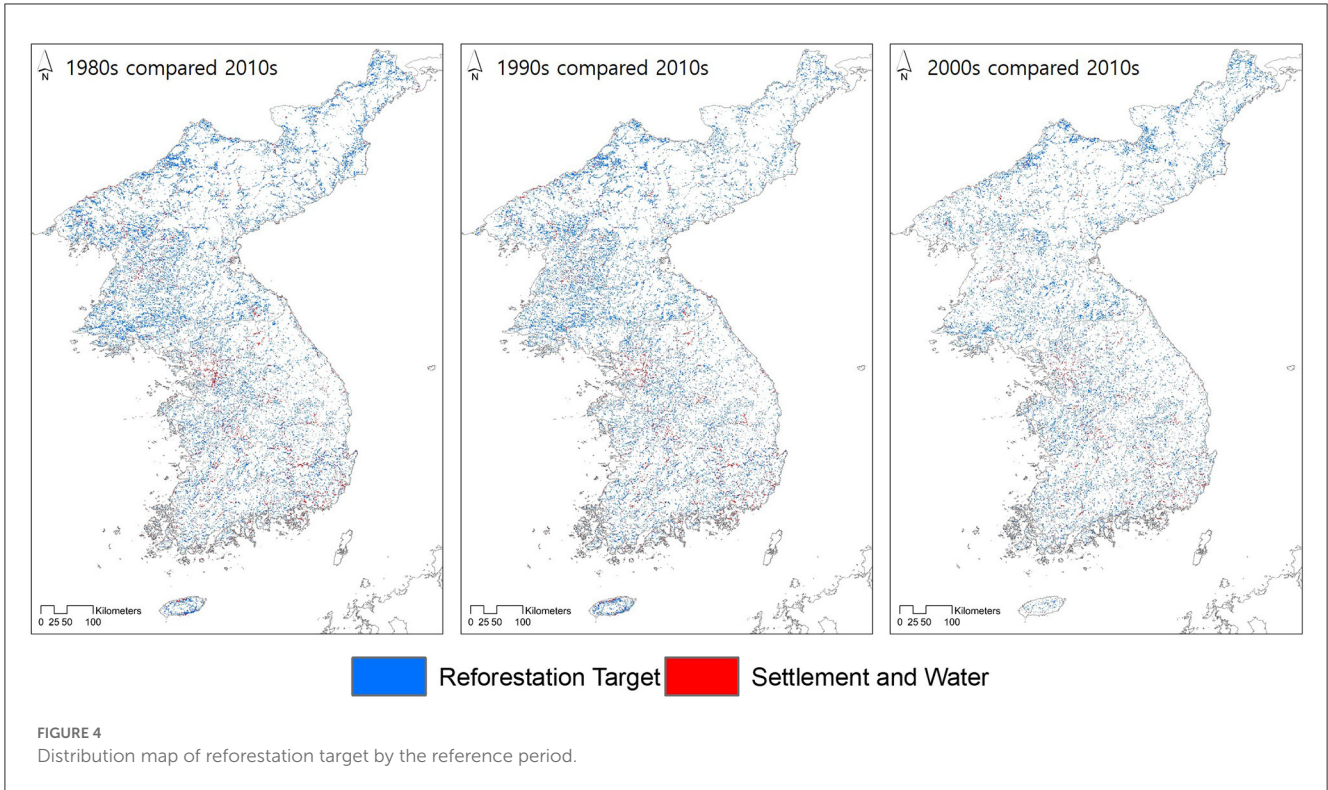 N
1980s compared 2010s
Kilometers
0 25 50 100
N
1990s compared 2010s
Kilometers
0 25 50 100
N
2000s compared 2010s
Kilometers
0 25 50 100
Reforestation Target
Settlement and Water
FIGURE 4
Distribution map of reforestation target by the reference period.